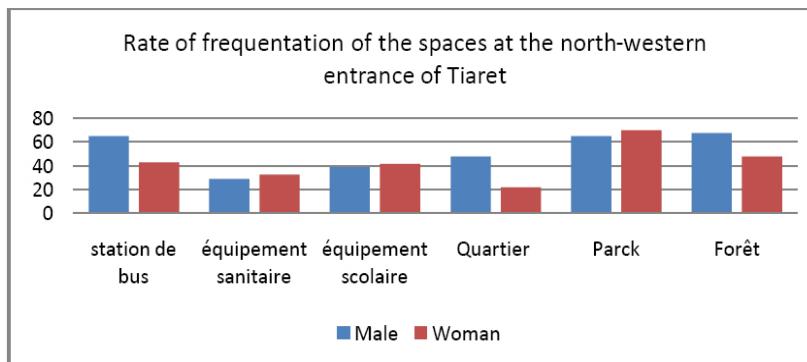 Rate of frequentation of the spaces at the north-western
entrance of Tiaret
80
60
40
20
0
station de
bus
équipement
sanitaire
équipement
scolaire
Quartier
Parck
Forêt
Male
Woman